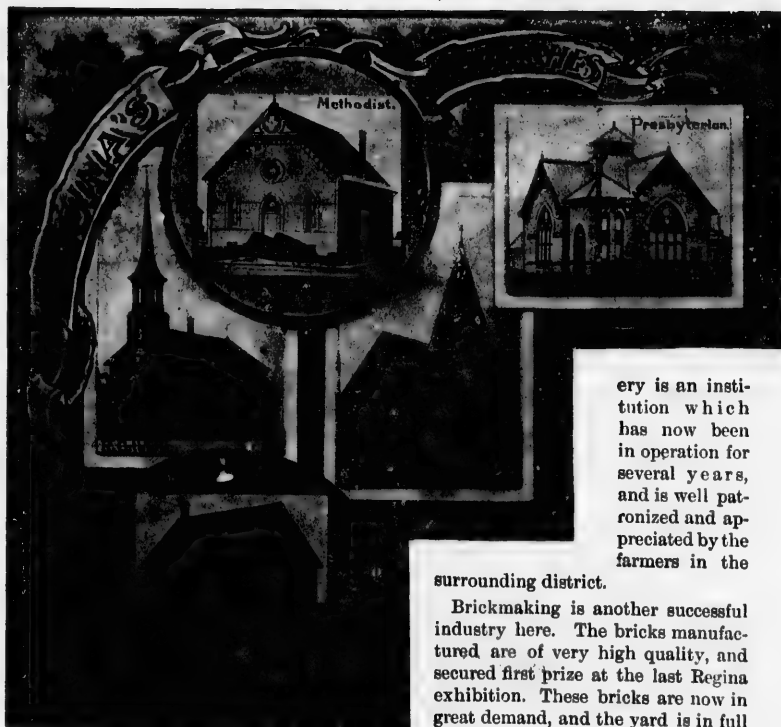 INA'S
HES
Methodist.
Presbyterian.
ery is an insti-
tution which
has now been
in operation for
several years,
and is well pat-
ronized and ap-
preciated by the
farmers in the
surrounding district.
Brickmaking is another successful
industry here. The bricks manufac-
tured are of very high quality, and
secured first prize at the last Regina
exhibition. These bricks are now in
great demand, and the yard is in full